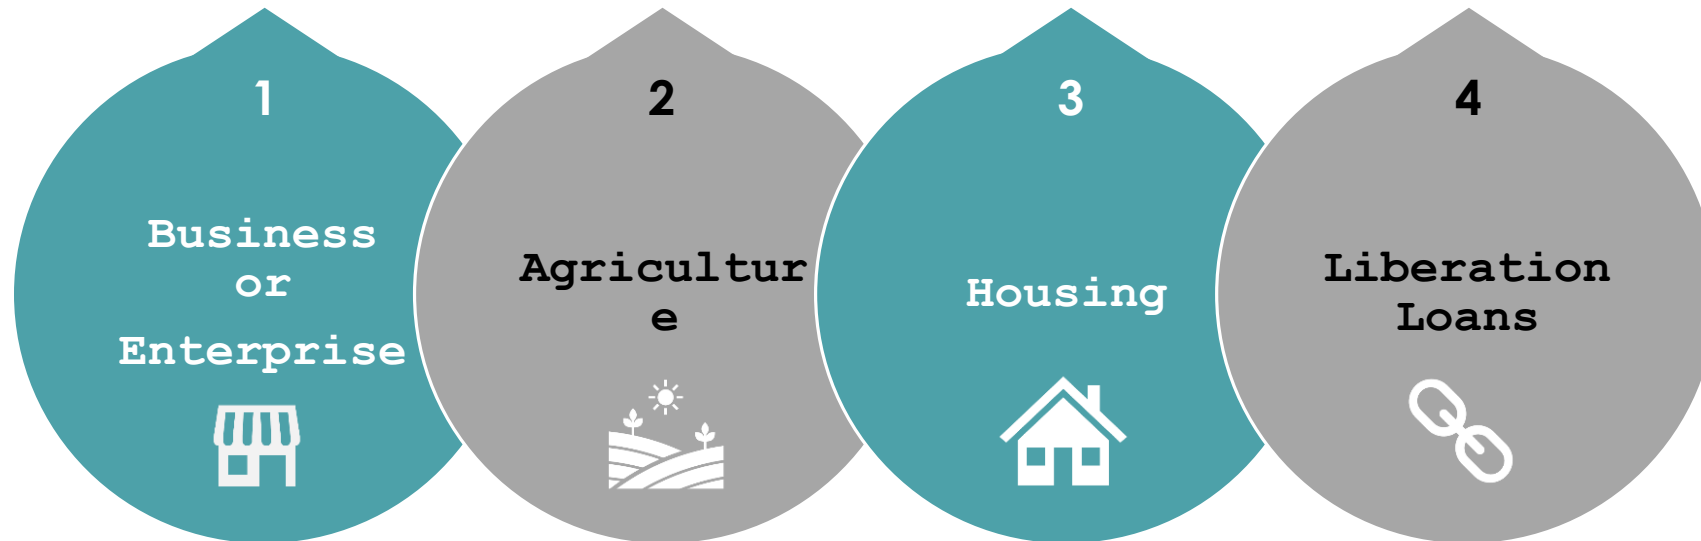 1
Business
or
Enterprise
2
Agricultur
e
3
Housing
4
Liberation
Loans